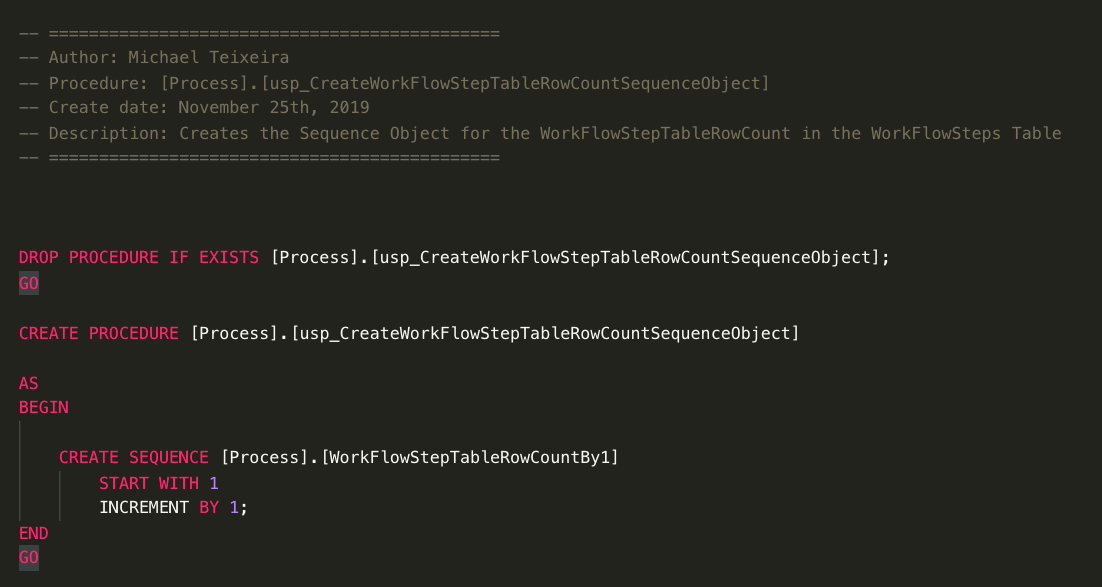 -- =============================================
-- Author: Michael Teixeira
-- Procedure: [Process].[usp_CreateWorkFlowStepTableRowCountSequenceObject]
-- Create date: November 25th, 2019
-- Description: Creates the Sequence Object for the WorkFlowStepTableRowCount in the WorkFlowSteps Table
-- =============================================
DROP PROCEDURE IF EXISTS [Process].[usp_CreateWorkFlowStepTableRowCountSequenceObject];
GO
CREATE PROCEDURE [Process].[usp_CreateWorkFlowStepTableRowCountSequenceObject]
AS
BEGIN
CREATE SEQUENCE [Process].[WorkFlowStepTableRowCountBy1]
START WITH 1
INCREMENT BY 1;
END
GO